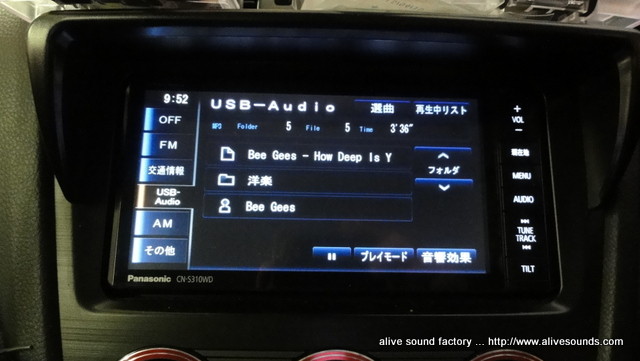 9:52
USB-Audio 選曲 再生中リスト
OFF
MP3 Folder 5 File 5 Time 3'36"
FM
Bee Gees - How Deep Is Y
フォルダ
交通情報
洋楽
USB-
Audio
Bee Gees
AM
その他
プレイモード 音響効果
Panasonic CN-S310WD
+
VOL
-
現在地
MENU
AUDIO
TUNE
TRACK
TILT
alive sound factory ... http://www.alivesounds.com